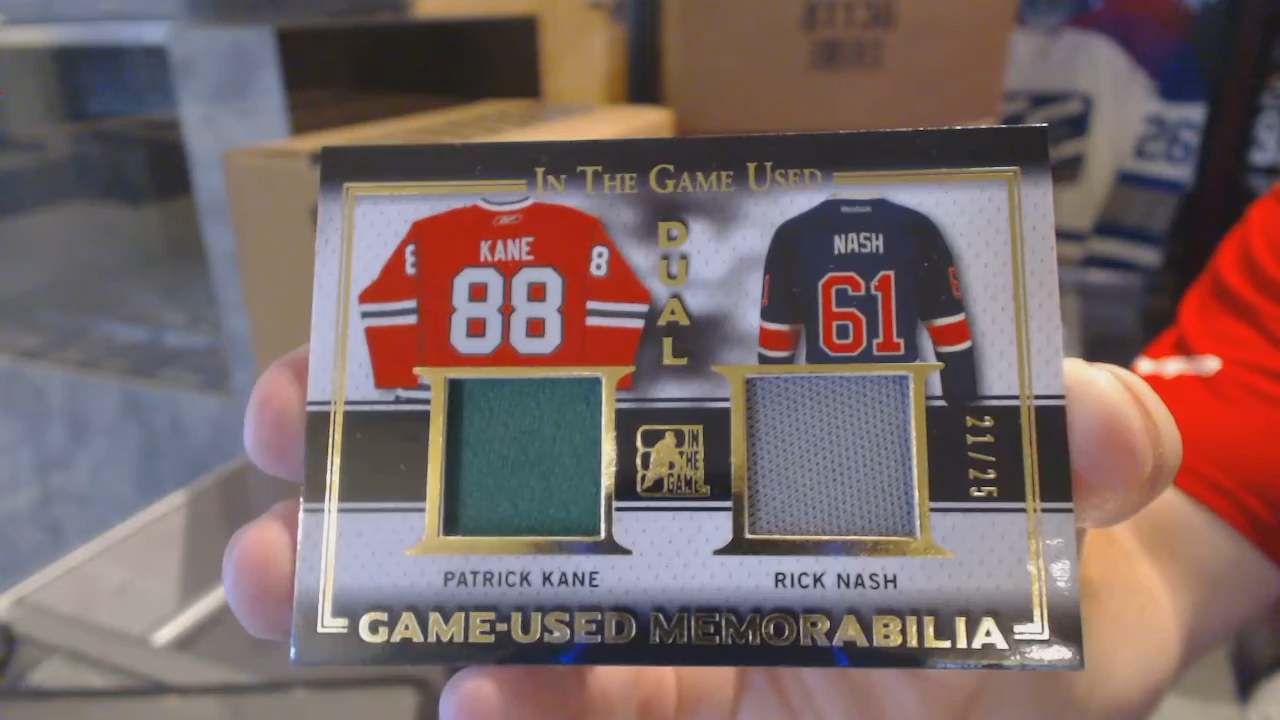 IN THE GAME USED
DUAL
KANE
88
8
8
NASH
61
IN
THE
GAME
21/25
PATRICK KANE
RICK NASH
GAME-USED MEMORABILIA
26